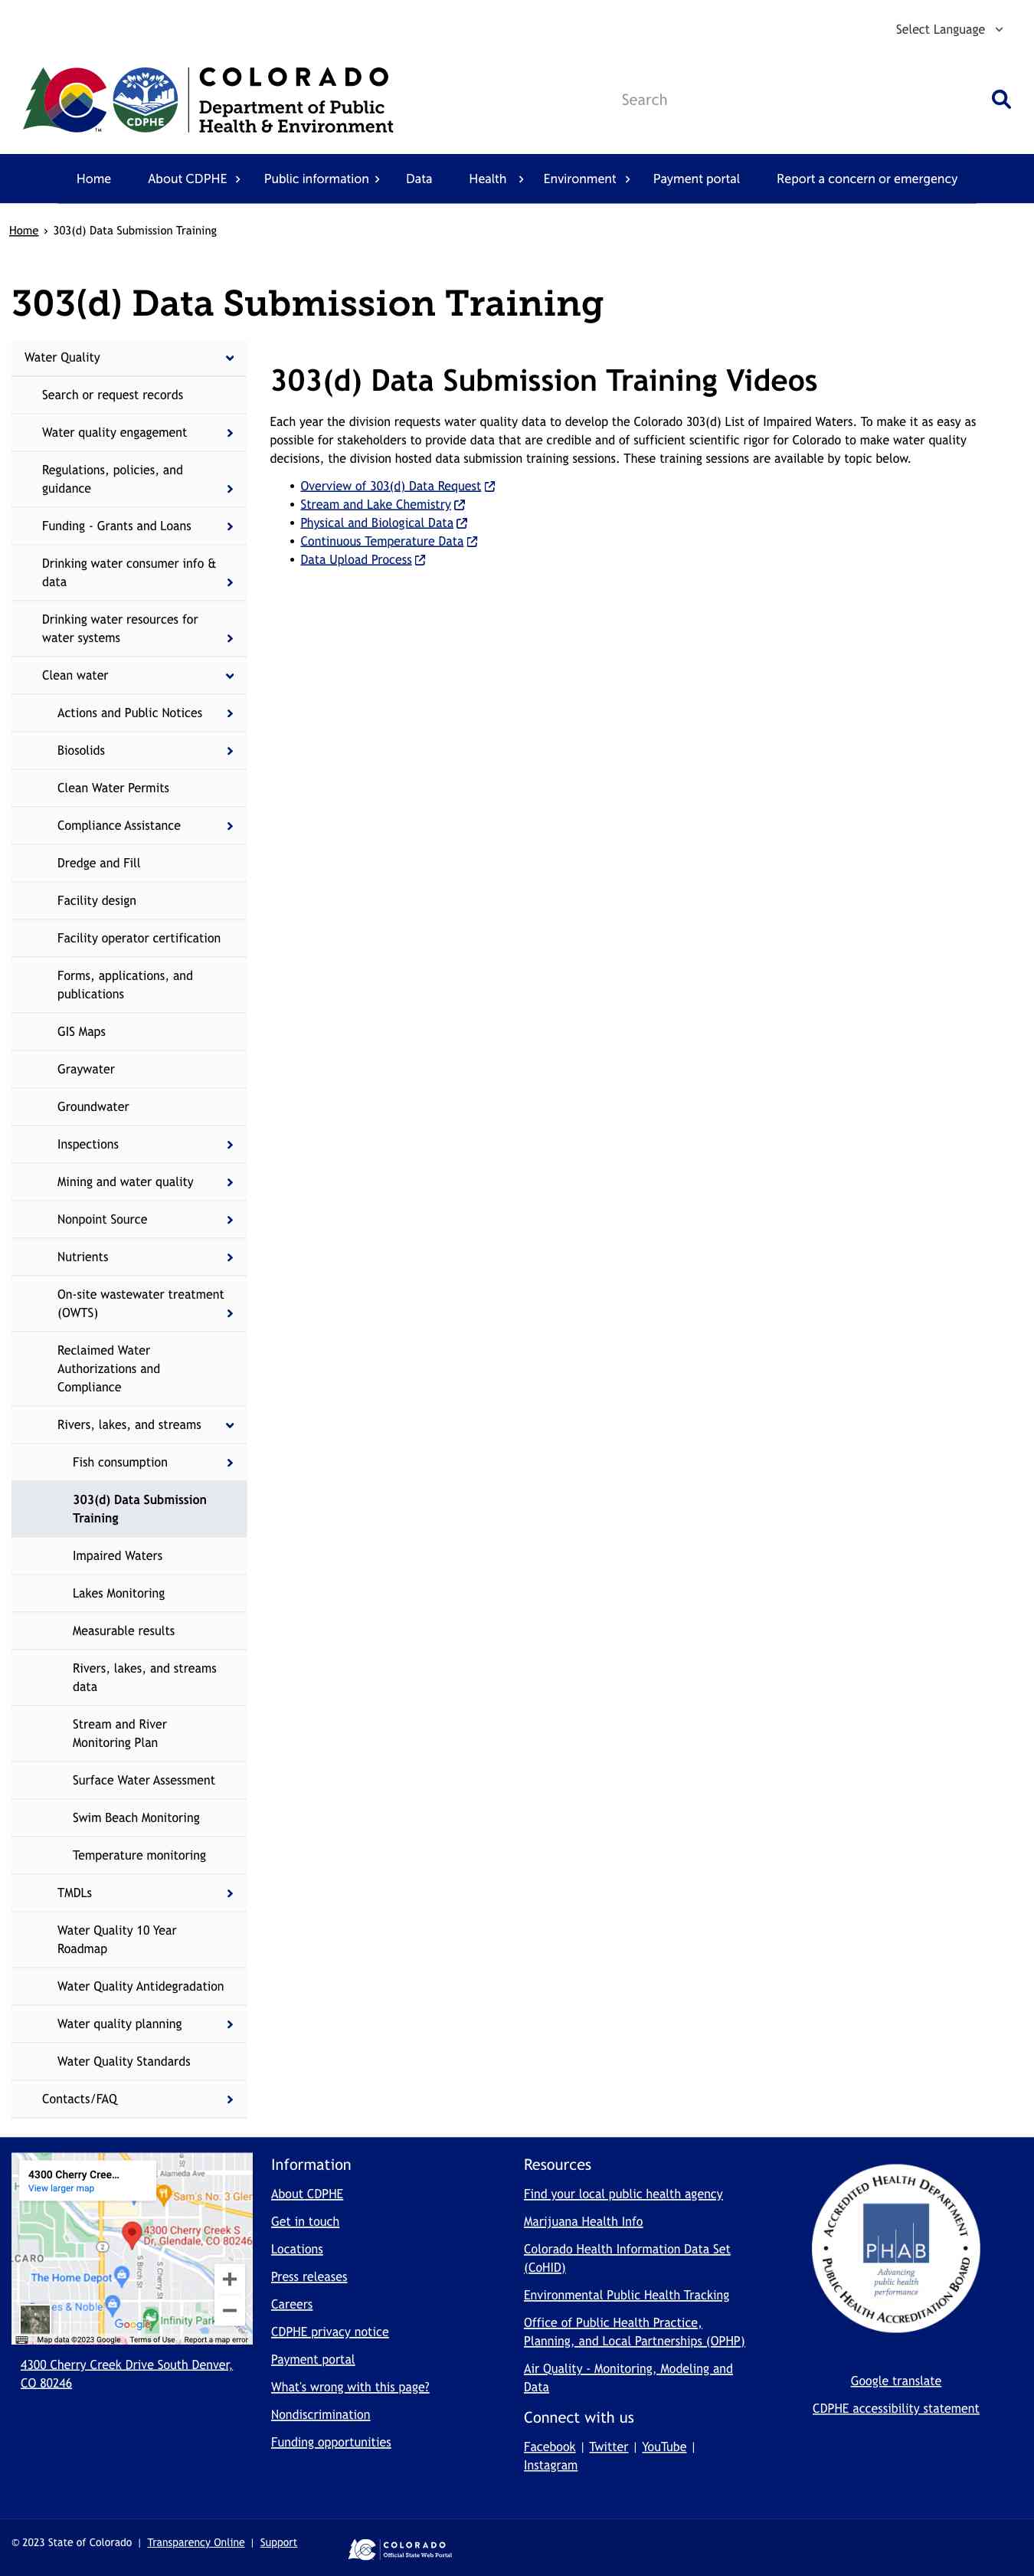 Select Language
COLORADO
Department of Public
Health & Environment
CDPHE
TM
Search
Home
About CDPHE
Public information
Data
Health
Environment
Payment portal
Report a concern or emergency
Home › 303(d) Data Submission Training
303(d) Data Submission Training
Water Quality
Search or request records
Water quality engagement
Regulations, policies, and
guidance
Funding - Grants and Loans
Drinking water consumer info &
data
Drinking water resources for
water systems
Clean water
Actions and Public Notices
Biosolids
Clean Water Permits
Compliance Assistance
Dredge and Fill
Facility design
Facility operator certification
Forms, applications, and
publications
GIS Maps
Graywater
Groundwater
Inspections
Mining and water quality
Nonpoint Source
Nutrients
On-site wastewater treatment
(OWTS)
Reclaimed Water
Authorizations and
Compliance
Rivers, lakes, and streams
Fish consumption
303(d) Data Submission
Training
Impaired Waters
Lakes Monitoring
Measurable results
Rivers, lakes, and streams
data
Stream and River
Monitoring Plan
Surface Water Assessment
Swim Beach Monitoring
Temperature monitoring
TMDLs
Water Quality 10 Year
Roadmap
Water Quality Antidegradation
Water quality planning
Water Quality Standards
Contacts/FAQ
303(d) Data Submission Training Videos
Each year the division requests water quality data to develop the Colorado 303(d) List of Impaired Waters. To make it as easy as
possible for stakeholders to provide data that are credible and of sufficient scientific rigor for Colorado to make water quality
decisions, the division hosted data submission training sessions. These training sessions are available by topic below.
• Overview of 303(d) Data Request
• Stream and Lake Chemistry
• Physical and Biological Data
• Continuous Temperature Data
• Data Upload Process
4300 Cherry Cree...
View larger map
Alameda Ave
Sam's No. 3 Glen
4300 Cherry Creek S
Dr, Glendale, CO 80246
CARO
2
S Birch St
S Cherry St
The Home Depot
es & Noble
Infinity Park
Google
Map data ©2023 Google
Terms of Use
Report a map error
4300 Cherry Creek Drive South Denver,
CO 80246
Information
About CDPHE
Get in touch
Locations
Press releases
Careers
CDPHE privacy notice
Payment portal
What's wrong with this page?
Nondiscrimination
Funding opportunities
Resources
Find your local public health agency
Marijuana Health Info
Colorado Health Information Data Set
(CoHID)
Environmental Public Health Tracking
Office of Public Health Practice,
Planning, and Local Partnerships (OPHP)
Air Quality - Monitoring, Modeling and
Data
Connect with us
Facebook | Twitter | YouTube |
Instagram
ACCREDITED HEALTH DEPARTMENT
PHAB
Advancing
public health
performance
PUBLIC HEALTH ACCREDITATION BOARD
Google translate
CDPHE accessibility statement
© 2023 State of Colorado | Transparency Online | Support
COLORADO
Official State Web Portal